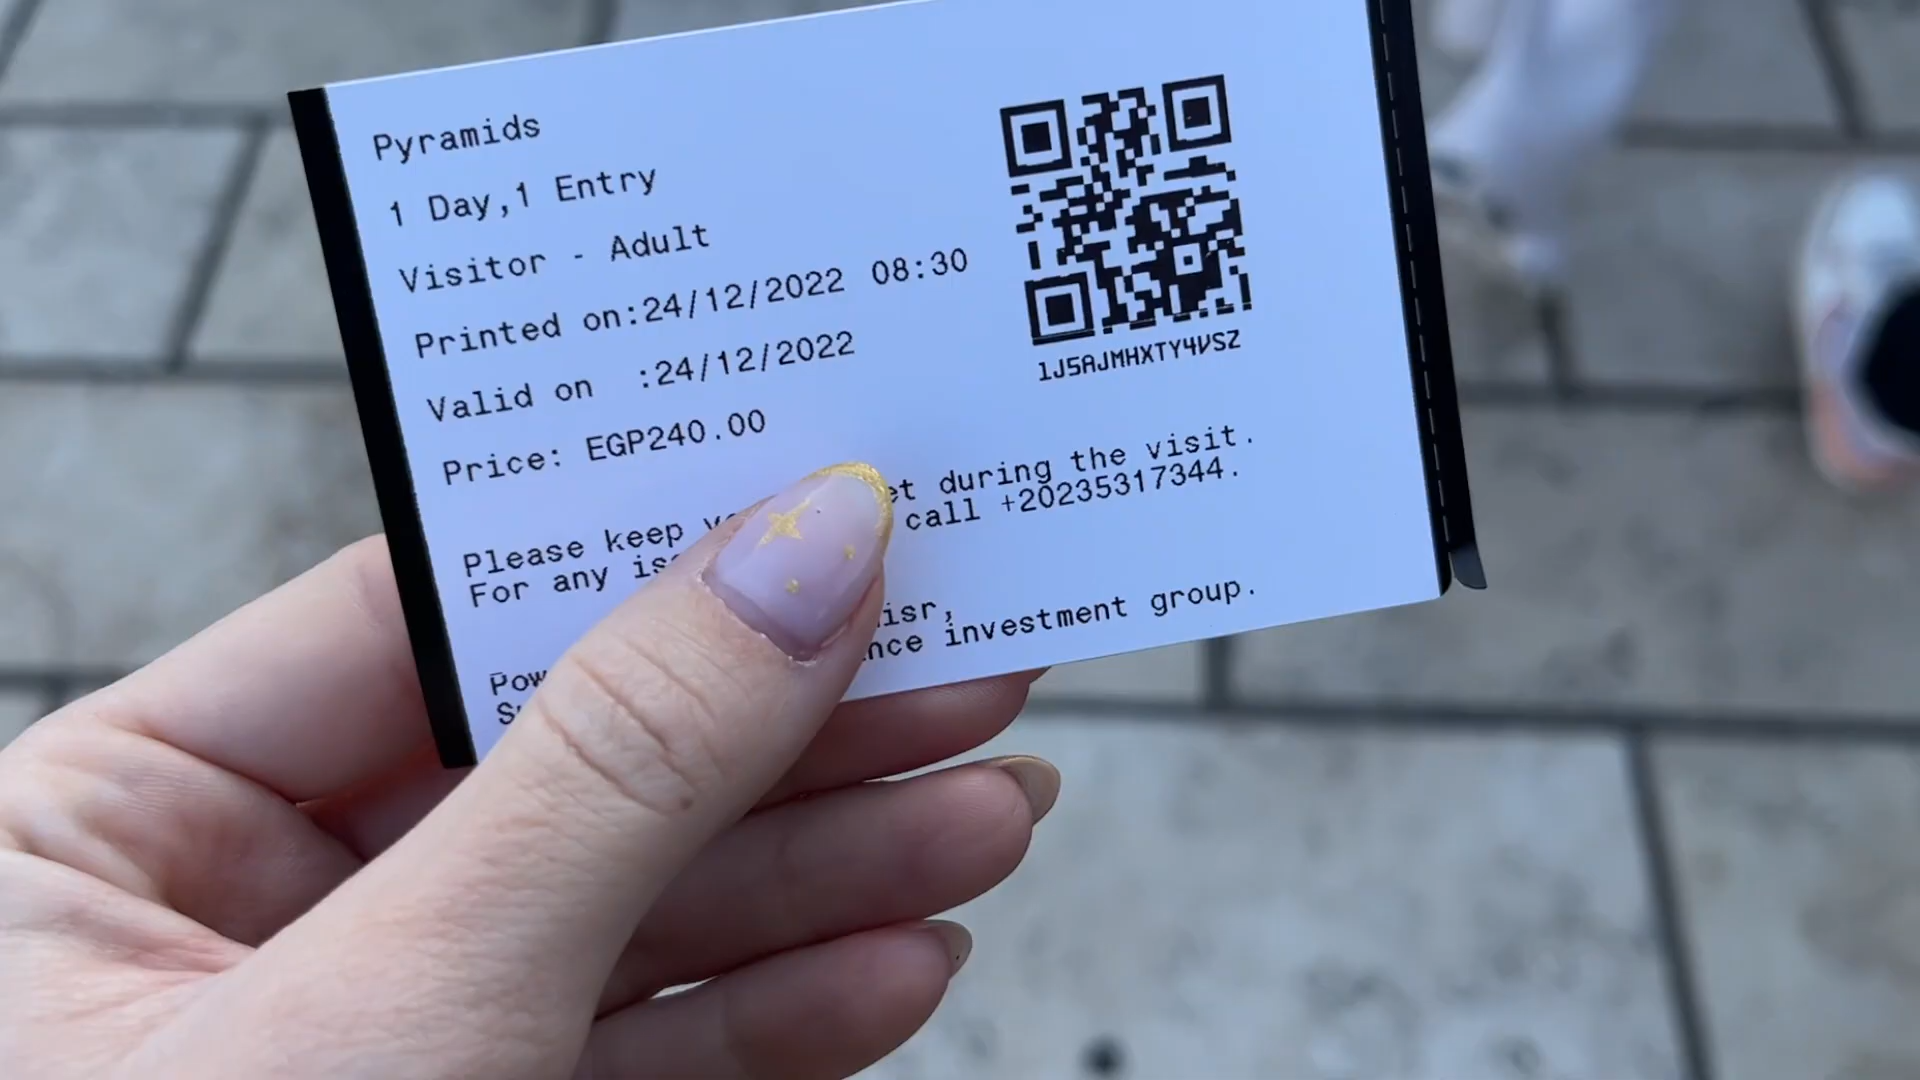 Pyramids
1 Day,1 Entry
Visitor - Adult
Printed on:24/12/2022 08:30
Valid on :24/12/2022
Price: EGP240.00
1J5AJMHXTY4VSZ
Please keep during the visit.
For any call +20235317344.
investment group.